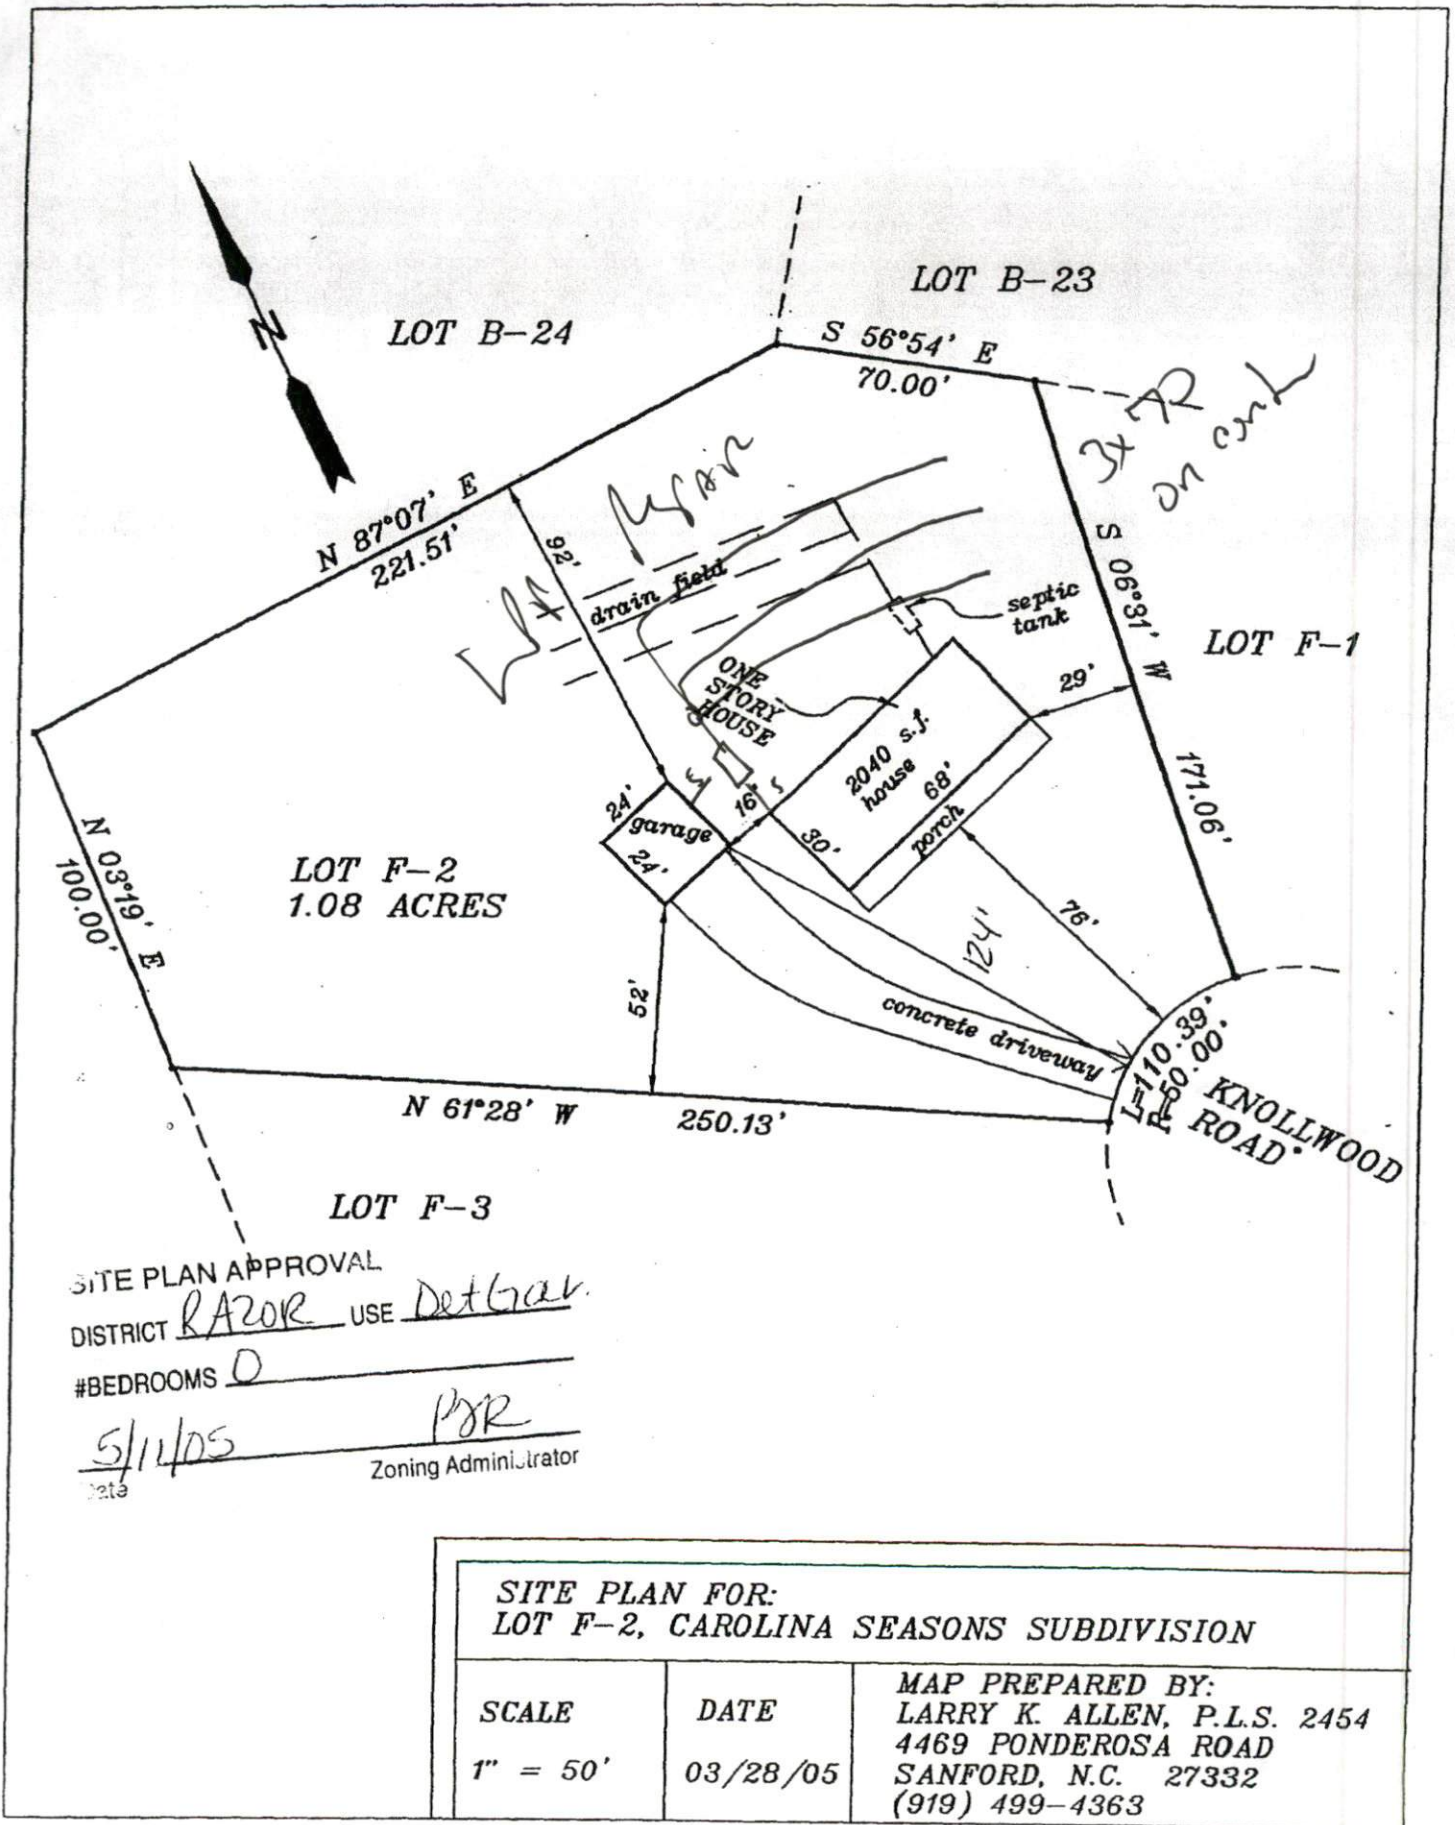 LOT B-23
N
LOT B-24
S 56°54' E
70.00'
3x
on
N 87°07' E
221.51'
92'
drain field
septic
tank
S 06°31' W
171.06'
LOT F-1
29'
ONE
STORY
HOUSE
2040 s.f.
house
68'
porch
16'
30'
24'
garage
24'
LOT F-2
1.08 ACRES
N 03°19' E
100.00'
76'
124'
52'
concrete driveway
L=110.39'
R=50.00'
KNOLLWOOD
ROAD
N 61°28' W 250.13'
LOT F-3
SITE PLAN APPROVAL
DISTRICT RA20R USE Det Gar.
#BEDROOMS 0
5/11/05
Date Zoning Administrator
SITE PLAN FOR:
LOT F-2, CAROLINA SEASONS SUBDIVISION
SCALE
1" = 50'
DATE
03/28/05
MAP PREPARED BY:
LARRY K. ALLEN, P.L.S. 2454
4469 PONDEROSA ROAD
SANFORD, N.C. 27332
(919) 499-4363